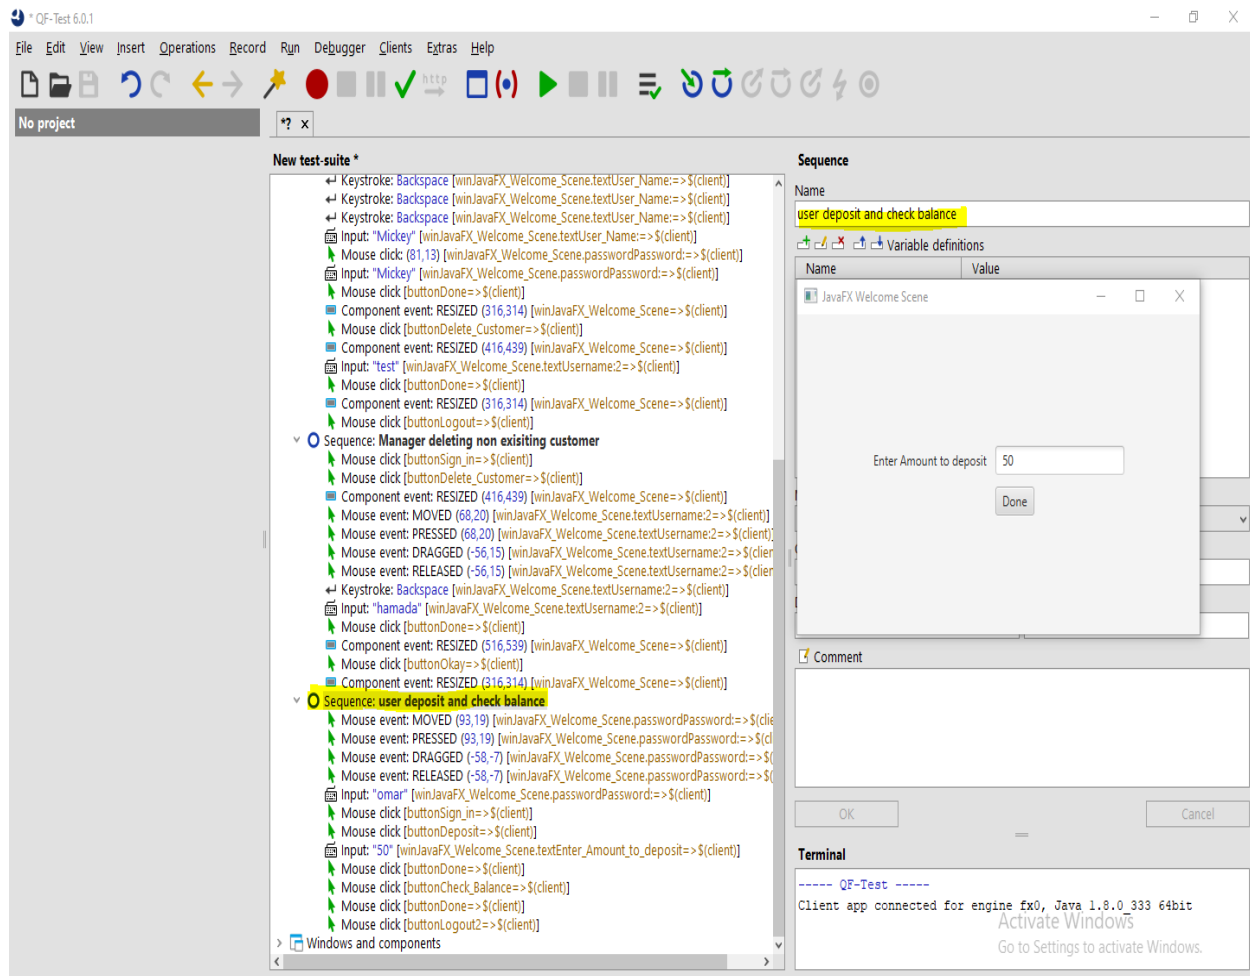 * QF-Test 6.0.1
File Edit View Insert Operations Record Run Debugger Clients Extras Help
http
No project
*? x
New test-suite *
Keystroke: Backspace [winJavaFX_Welcome_Scene.textUser_Name:=>$(client)]
Keystroke: Backspace [winJavaFX_Welcome_Scene.textUser_Name:=>$(client)]
Keystroke: Backspace [winJavaFX_Welcome_Scene.textUser_Name:=>$(client)]
Input: "Mickey" [winJavaFX_Welcome_Scene.textUser_Name:=>$(client)]
Mouse click: (81,13) [winJavaFX_Welcome_Scene.passwordPassword:=>$(client)]
Input: "Mickey" [winJavaFX_Welcome_Scene.passwordPassword:=>$(client)]
Mouse click [buttonDone=>$(client)]
Component event: RESIZED (316,314) [winJavaFX_Welcome_Scene=>$(client)]
Mouse click [buttonDelete_Customer=>$(client)]
Component event: RESIZED (416,439) [winJavaFX_Welcome_Scene=>$(client)]
Input: "test" [winJavaFX_Welcome_Scene.textUsername:2=>$(client)]
Mouse click [buttonDone=>$(client)]
Component event: RESIZED (316,314) [winJavaFX_Welcome_Scene=>$(client)]
Mouse click [buttonLogout=>$(client)]
Sequence: Manager deleting non exisiting customer
Mouse click [buttonSign_in=>$(client)]
Mouse click [buttonDelete_Customer=>$(client)]
Component event: RESIZED (416,439) [winJavaFX_Welcome_Scene=>$(client)]
Mouse event: MOVED (68,20) [winJavaFX_Welcome_Scene.textUsername:2=>$(client)]
Mouse event: PRESSED (68,20) [winJavaFX_Welcome_Scene.textUsername:2=>$(client)]
Mouse event: DRAGGED (-56,15) [winJavaFX_Welcome_Scene.textUsername:2=>$(clien
Mouse event: RELEASED (-56,15) [winJavaFX_Welcome_Scene.textUsername:2=>$(clien
Keystroke: Backspace [winJavaFX_Welcome_Scene.textUsername:2=>$(client)]
Input: "hamada" [winJavaFX_Welcome_Scene.textUsername:2=>$(client)]
Mouse click [buttonDone=>$(client)]
Component event: RESIZED (516,539) [winJavaFX_Welcome_Scene=>$(client)]
Mouse click [buttonOkay=>$(client)]
Component event: RESIZED (316,314) [winJavaFX_Welcome_Scene=>$(client)]
Sequence: user deposit and check balance
Mouse event: MOVED (93,19) [winJavaFX_Welcome_Scene.passwordPassword:=>$(clie
Mouse event: PRESSED (93,19) [winJavaFX_Welcome_Scene.passwordPassword:=>$(cl
Mouse event: DRAGGED (-58,-7) [winJavaFX_Welcome_Scene.passwordPassword:=>$(
Mouse event: RELEASED (-58,-7) [winJavaFX_Welcome_Scene.passwordPassword:=>$(
Input: "omar" [winJavaFX_Welcome_Scene.passwordPassword:=>$(client)]
Mouse click [buttonSign_in=>$(client)]
Mouse click [buttonDeposit=>$(client)]
Input: "50" [winJavaFX_Welcome_Scene.textEnter_Amount_to_deposit=>$(client)]
Mouse click [buttonDone=>$(client)]
Mouse click [buttonCheck_Balance=>$(client)]
Mouse click [buttonDone=>$(client)]
Mouse click [buttonLogout2=>$(client)]
Windows and components
Sequence
Name
user deposit and check balance
Variable definitions
Name Value
JavaFX Welcome Scene
Enter Amount to deposit 50
Done
Comment
OK Cancel
Terminal
----- QF-Test -----
Client app connected for engine fx0, Java 1.8.0_333 64bit
Activate Windows
Go to Settings to activate Windows.